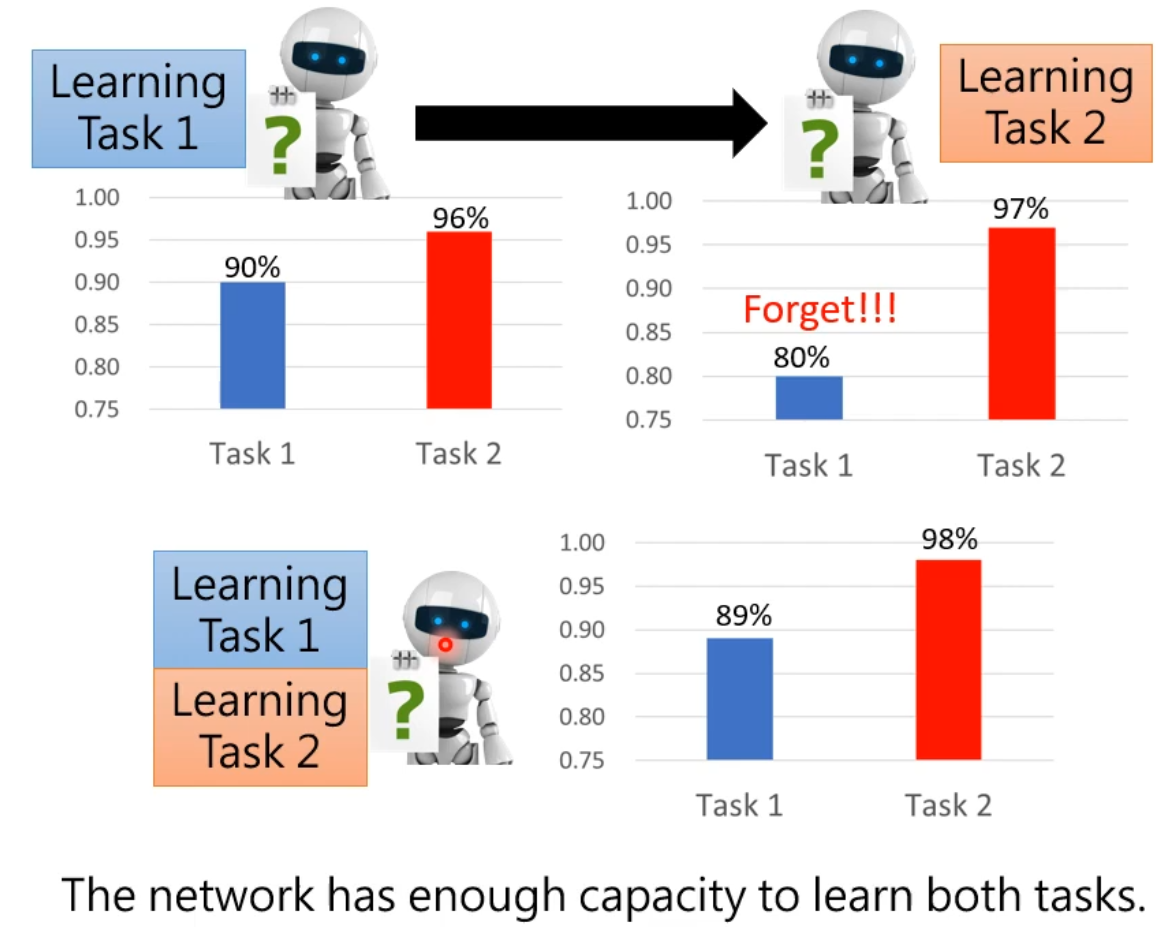 Learning
Task 1
?
?
Learning
Task 2
1.00
0.95
0.90
0.85
0.80
0.75
90%
96%
Task 1
Task 2
1.00
0.95
0.90
0.85
0.80
0.75
Forget!!!
80%
97%
Task 1
Task 2
Learning
Task 1
Learning
Task 2
?
1.00
0.95
0.90
0.85
0.80
0.75
89%
98%
Task 1
Task 2
The network has enough capacity to learn both tasks.